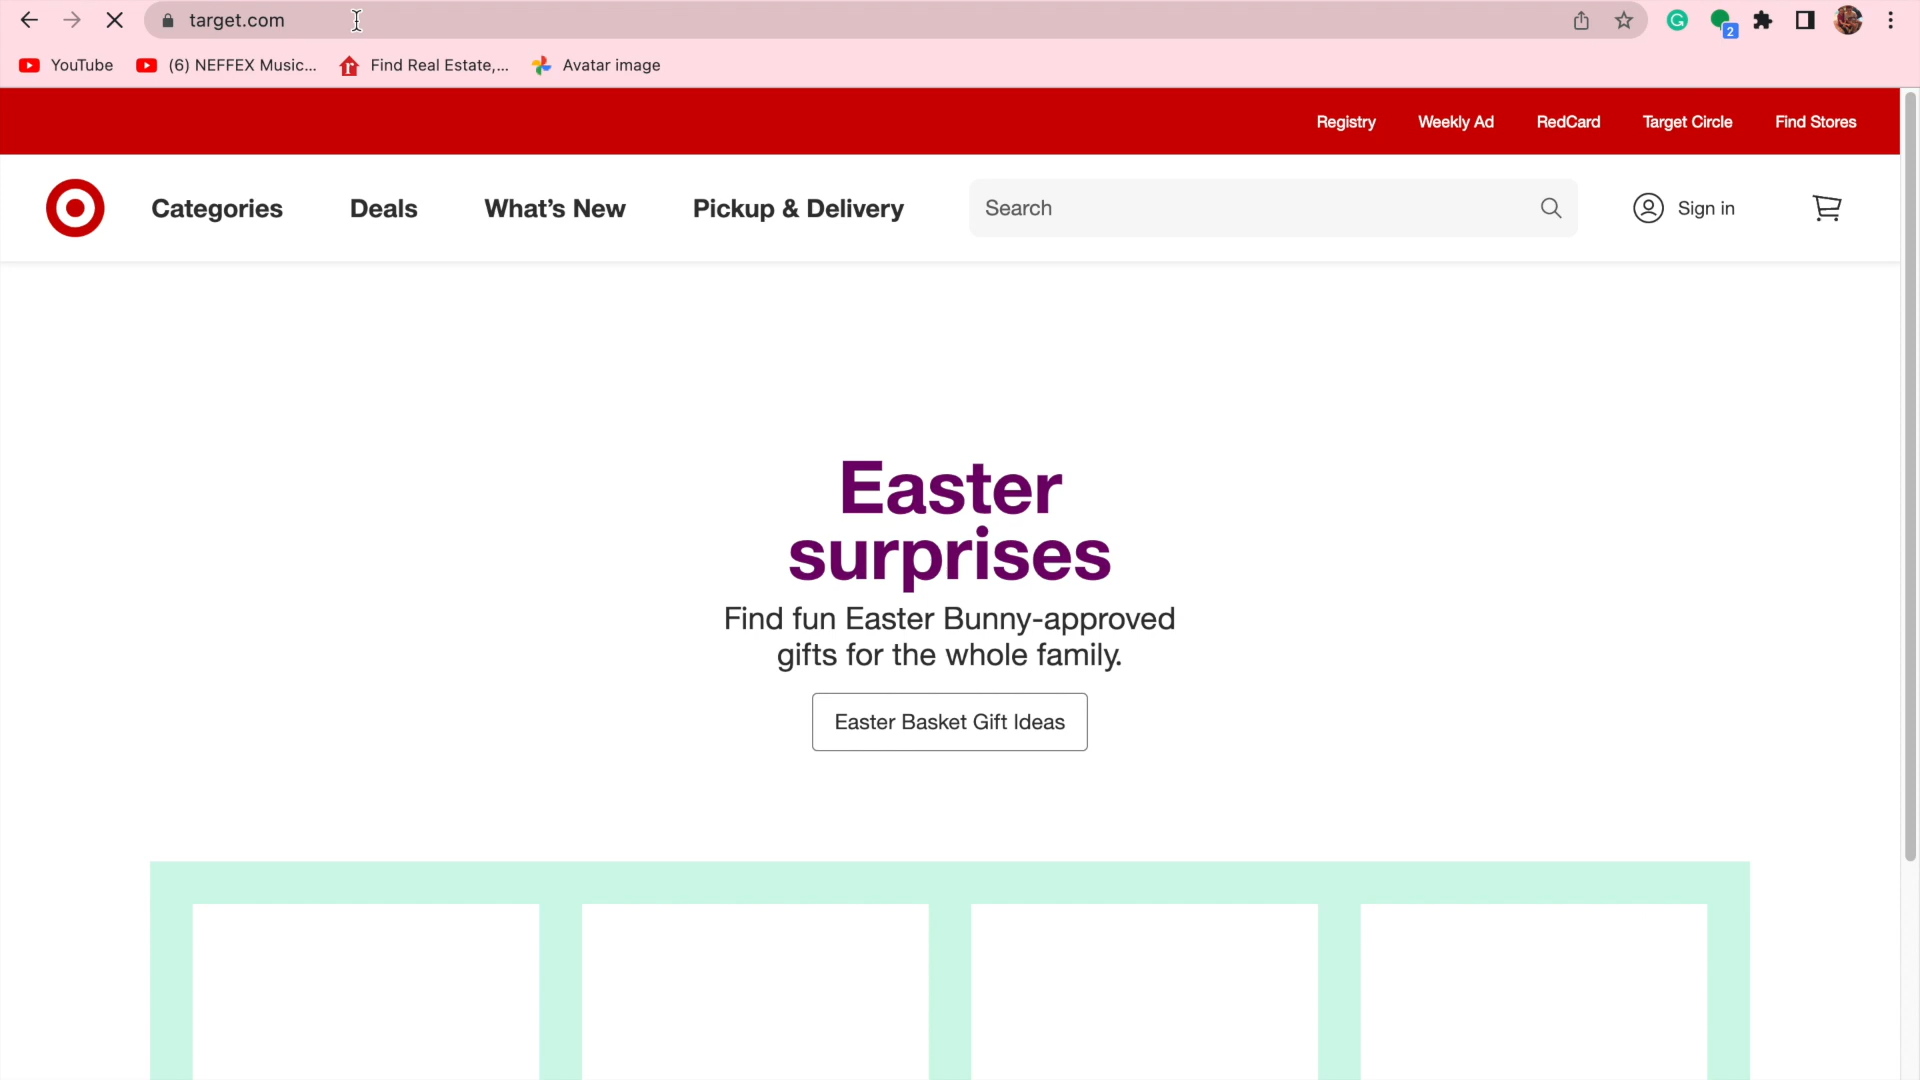 target.com
2
YouTube
(6) NEFFEX Music...
Find Real Estate,...
Avatar image
Registry
Weekly Ad
RedCard
Target Circle
Find Stores
Categories
Deals
What's New
Pickup & Delivery
Search
Sign in
Easter
surprises
Find fun Easter Bunny-approved
gifts for the whole family.
Easter Basket Gift Ideas